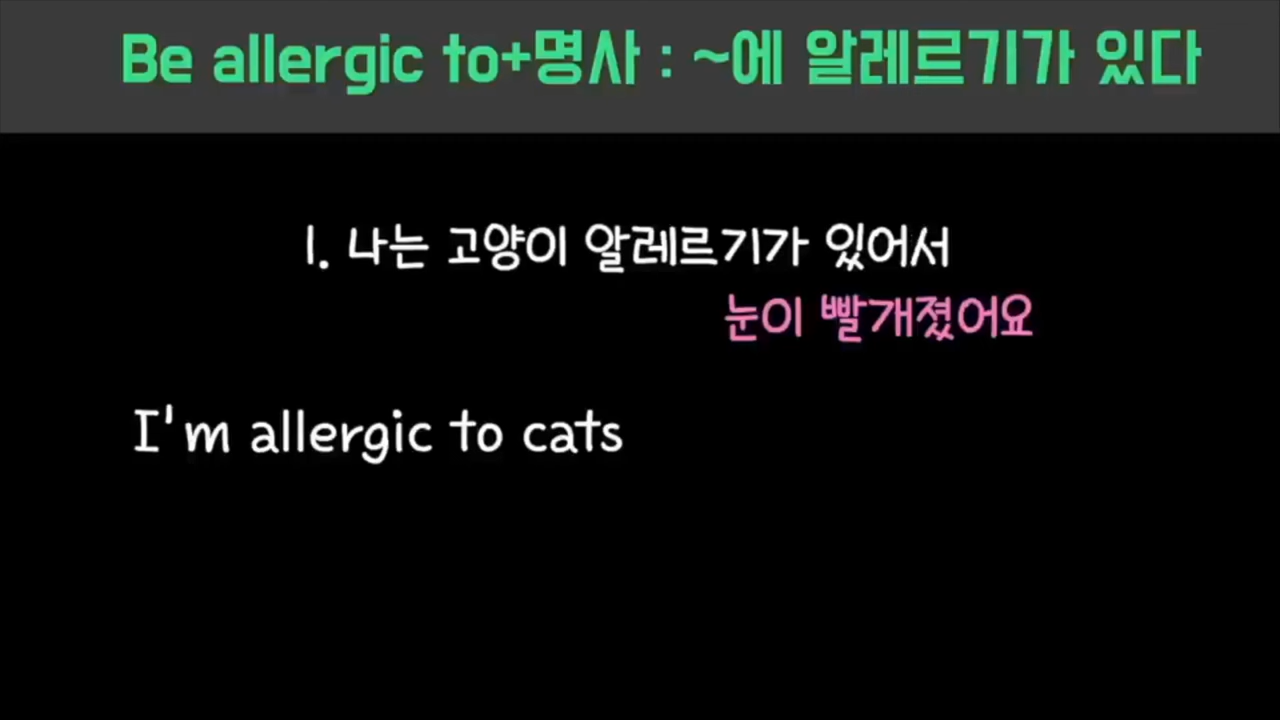 Be allergic to+명사 : ~에 알레르기가 있다
1. 나는 고양이 알레르기가 있어서
눈이 빨개졌어요
I'm allergic to cats